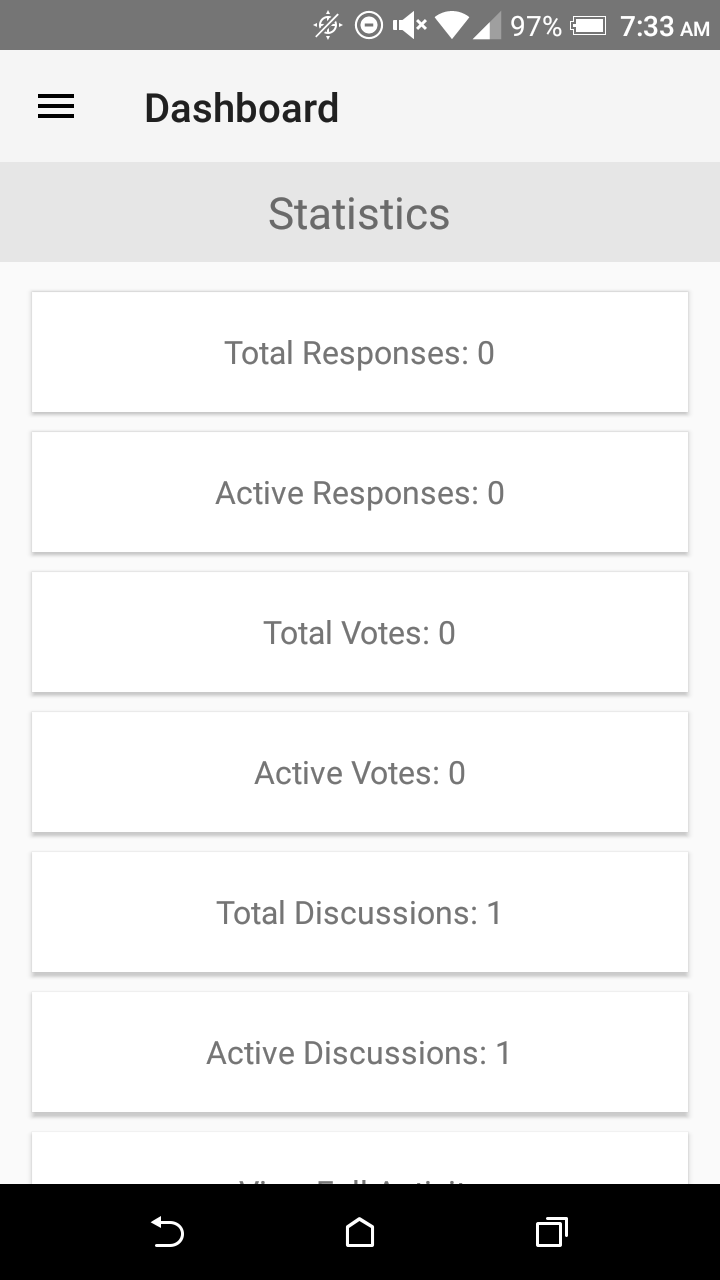 97% 7:33 AM
Dashboard
Statistics
Total Responses: 0
Active Responses: 0
Total Votes: 0
Active Votes: 0
Total Discussions: 1
Active Discussions: 1